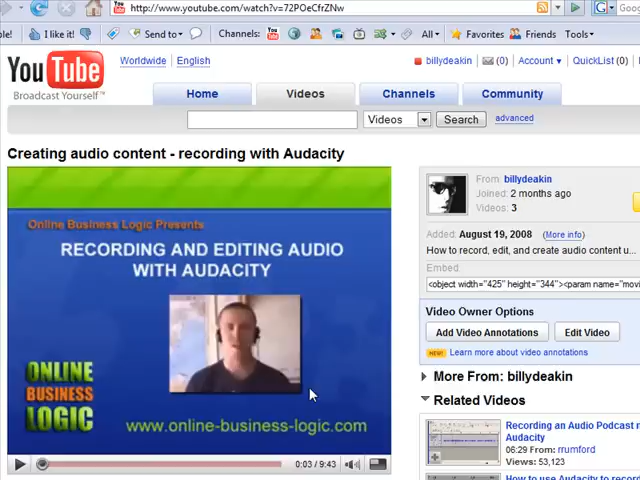 http://www.youtube.com/watch?v=72POeCfrZNw
I like it!
Send to
Channels:
All
Favorites
Friends
Tools
You Tube
Broadcast Yourself™
Worldwide
English
billydeakin
(0)
Account
QuickList (0)
Home
Videos
Channels
Community
Videos
Search
advanced
Creating audio content - recording with Audacity
Online Business Logic Presents
RECORDING AND EDITING AUDIO
WITH AUDACITY
ONLINE
BUSINESS
LOGIC
www.online-business-logic.com
0:03 / 9:43
From: billydeakin
Joined: 2 months ago
Videos: 3
Added: August 19, 2008 (More info)
How to record, edit, and create audio content u...
Embed:
<object width="425" height="344"><param name="movi
Video Owner Options
Add Video Annotations
Edit Video
NEW! Learn more about video annotations
More From: billydeakin
Related Videos
Recording an Audio Podcast
Audacity
06:29 From: rrumford
Views: 53,123
How to use Audacity to